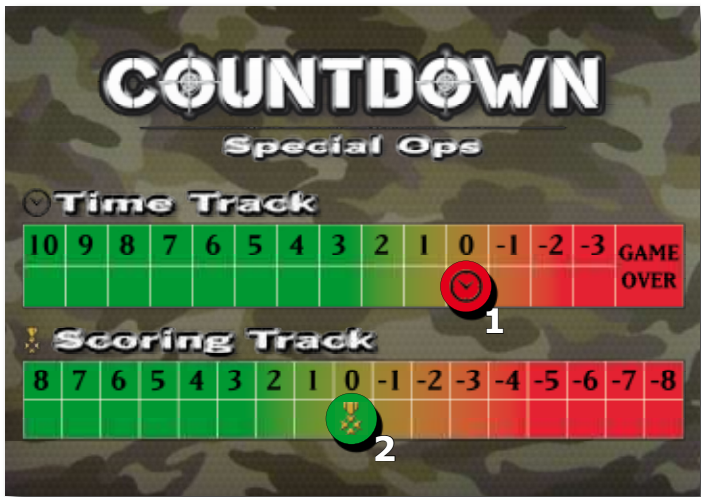 COUNTDOWN
Special Ops
Time Track
10 9 8 7 6 5 4 3 2 1 0 -1 -2 -3 GAME OVER
1
Scoring Track
8 7 6 5 4 3 2 1 0 -1 -2 -3 -4 -5 -6 -7 -8
2